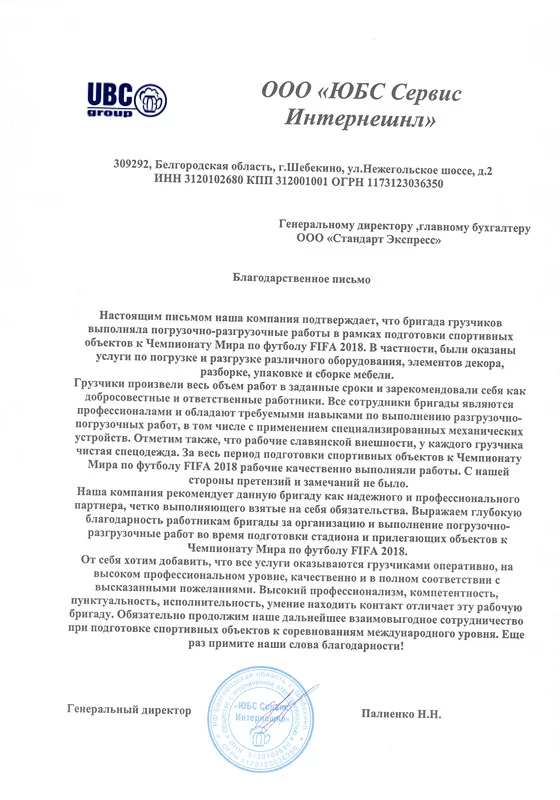 UBC
group
ООО «ЮБС Сервис
Интернешнл»
309292, Белгородская область, г.Шебекино, ул.Нежегольское шоссе, д.2
ИНН 3120102680 КПП 312001001 ОГРН 1173123036350
Генеральному директору ,главному бухгалтеру
ООО «Стандарт Экспресс»
Благодарственное письмо
Настоящим письмом наша компания подтверждает, что бригада грузчиков
выполняла погрузочно-разгрузочные работы в рамках подготовки спортивных
объектов к Чемпионату Мира по футболу FIFA 2018. В частности, были оказаны
услуги по погрузке и разгрузке различного оборудования, элементов декора,
разборке, упаковке и сборке мебели.
Грузчики произвели весь объем работ в заданные сроки и зарекомендовали себя как
добросовестные и ответственные работники. Все сотрудники бригады являются
профессионалами и обладают требуемыми навыками по выполнению разгрузочно-
погрузочных работ, в том числе с применением специализированных механических
устройств. Отметим также, что рабочие славянской внешности, у каждого грузчика
чистая спецодежда. За весь период подготовки спортивных объектов к Чемпионату
Мира по футболу FIFA 2018 рабочие качественно выполняли работы. С нашей
стороны претензий и замечаний не было.
Наша компания рекомендует данную бригаду как надежного и профессионального
партнера, четко выполняющего взятые на себя обязательства. Выражаем глубокую
благодарность работникам бригады за организацию и выполнение погрузочно-
разгрузочные работ во время подготовки стадиона и прилегающих объектов к
Чемпионату Мира по футболу FIFA 2018.
От себя хотим добавить, что все услуги оказываются грузчиками оперативно, на
высоком профессиональном уровне, качественно и в полном соответствии с
высказанными пожеланиями. Высокий профессионализм, компетентность,
пунктуальность, исполнительность, умение находить контакт отличает эту рабочую
бригаду. Обязательно продолжим наше дальнейшее взаимовыгодное сотрудничество
при подготовке спортивных объектов к соревнованиям международного уровня. Еще
раз примите наши слова благодарности!
Генеральный директор
Палиенко Н.Н.
«ЮБС Сервис
Интернешнл»
ИНН 3120102680
ОГРН 1173123036350